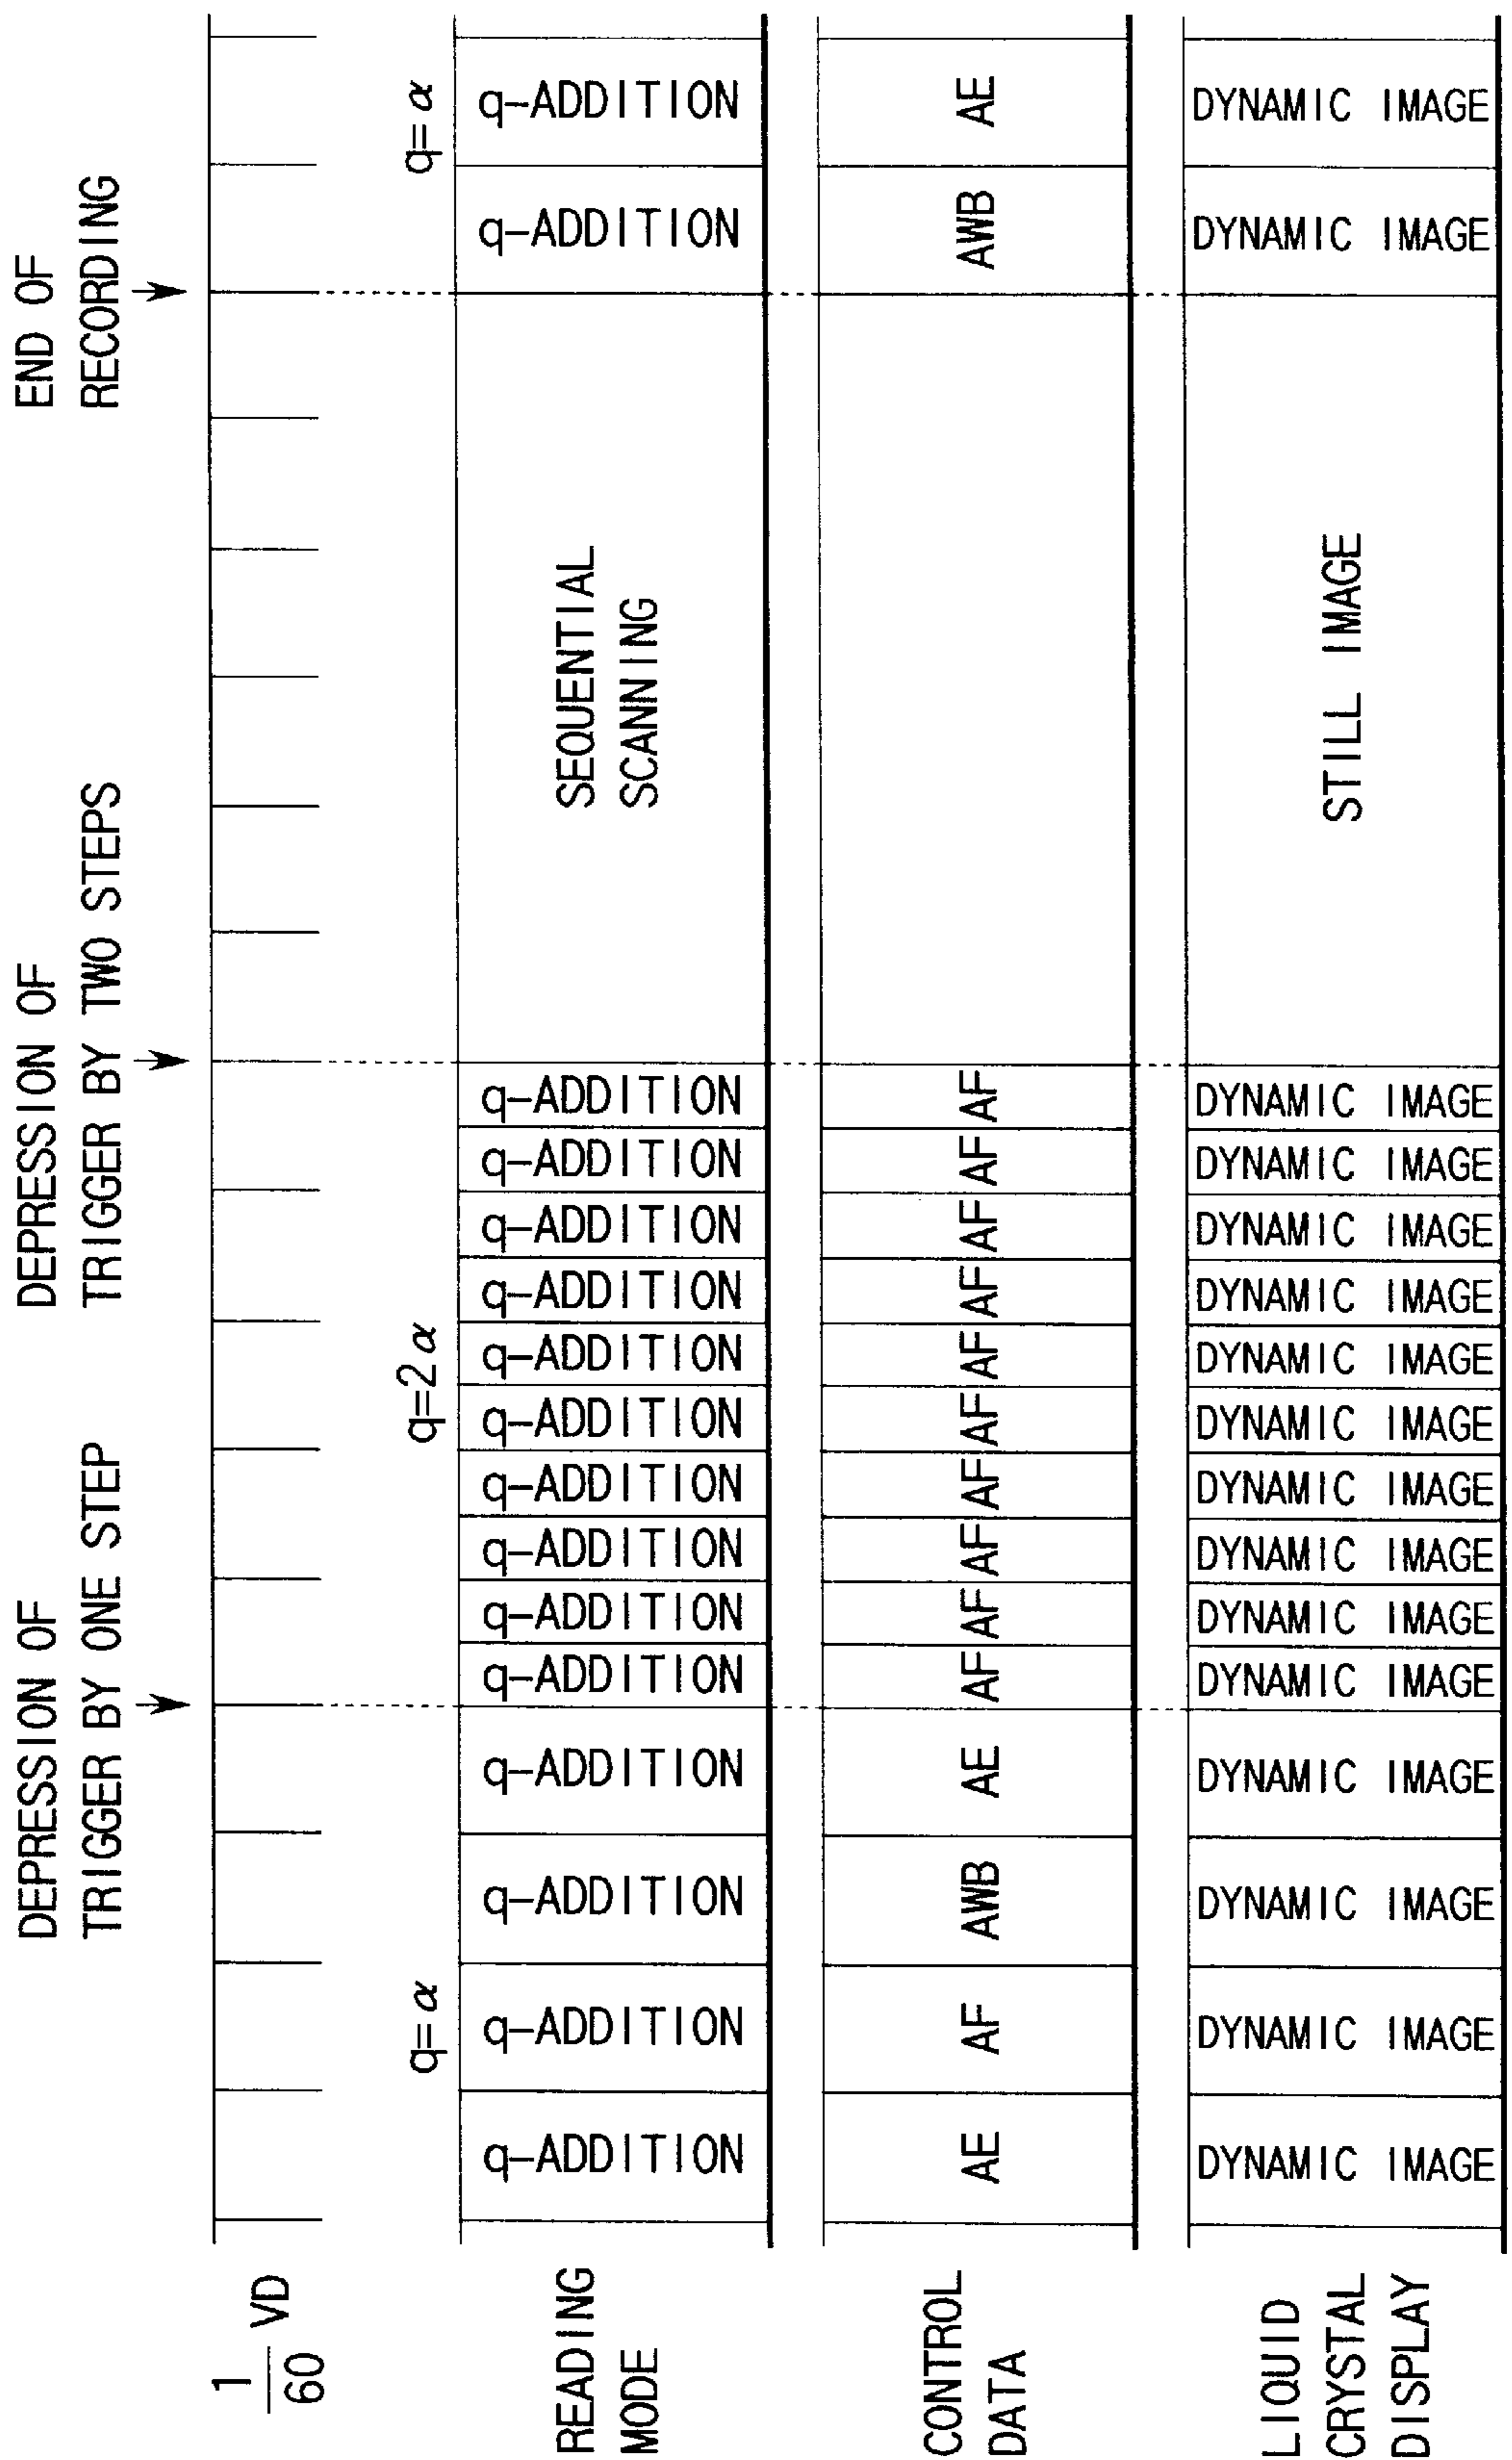 DEPRESSION OF
TRIGGER BY ONE STEP
DEPRESSION OF
TRIGGER BY TWO STEPS
END OF
RECORDING
1
60
VD
q=α
q=2α
q=α
READING
MODE
q-ADDITION
q-ADDITION
q-ADDITION
q-ADDITION
q-ADDITION
q-ADDITION
q-ADDITION
q-ADDITION
q-ADDITION
q-ADDITION
q-ADDITION
q-ADDITION
q-ADDITION
q-ADDITION
SEQUENTIAL
SCANNING
q-ADDITION
q-ADDITION
CONTROL
DATA
AE
AF
AWB
AE
AF
AF
AF
AF
AF
AF
AF
AF
AF
AF
AWB
AE
LIQUID
CRYSTAL
DISPLAY
DYNAMIC IMAGE
DYNAMIC IMAGE
DYNAMIC IMAGE
DYNAMIC IMAGE
DYNAMIC IMAGE
DYNAMIC IMAGE
DYNAMIC IMAGE
DYNAMIC IMAGE
DYNAMIC IMAGE
DYNAMIC IMAGE
DYNAMIC IMAGE
DYNAMIC IMAGE
DYNAMIC IMAGE
DYNAMIC IMAGE
STILL IMAGE
DYNAMIC IMAGE
DYNAMIC IMAGE